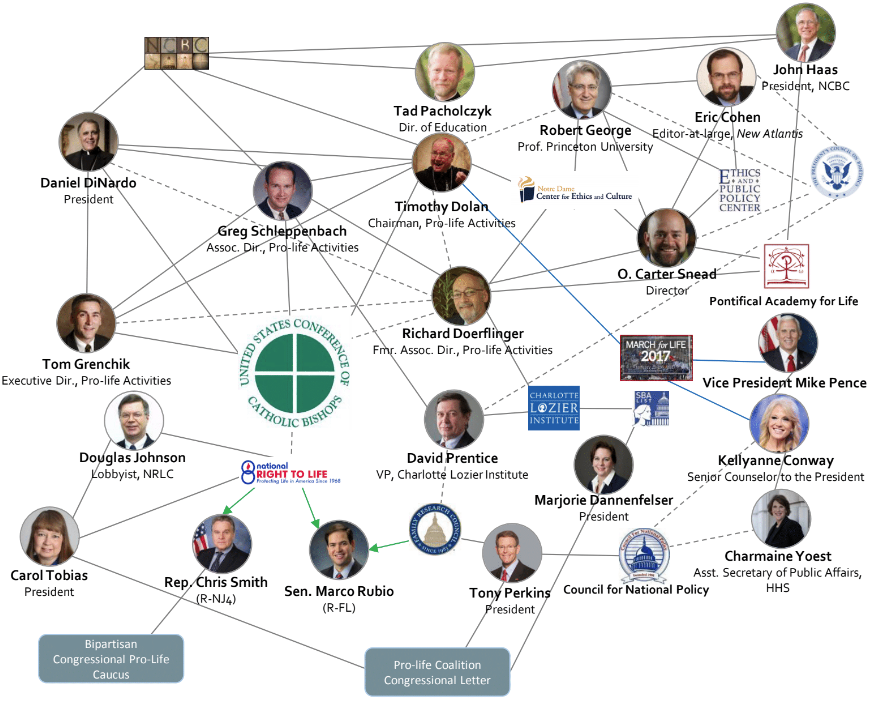 NCBC
John Haas
President, NCBC
Tad Pacholczyk
Dir. of Education
Robert George
Prof. Princeton University
Eric Cohen
Editor-at-large, New Atlantis
THE PRESIDENT'S COUNCIL ON BIOETHICS
Daniel DiNardo
President
Greg Schleppenbach
Assoc. Dir., Pro-life Activities
Timothy Dolan
Chairman, Pro-life Activities
Notre Dame
Center for Ethics and Culture
ETHICS
AND
PUBLIC
POLICY
CENTER
O. Carter Snead
Director
Pontifical Academy for Life
Tom Grenchik
Executive Dir., Pro-life Activities
UNITED STATES CONFERENCE OF
CATHOLIC BISHOPS
Richard Doerflinger
Fmr. Assoc. Dir., Pro-life Activities
MARCH for LIFE
2017
Vice President Mike Pence
Douglas Johnson
Lobbyist, NRLC
David Prentice
VP, Charlotte Lozier Institute
CHARLOTTE
LOZIER
INSTITUTE
SBA
LIST
Kellyanne Conway
Senior Counselor to the President
national
RIGHT TO LIFE
Protecting Life in America Since 1968
Marjorie Dannenfelser
President
Carol Tobias
President
Rep. Chris Smith
(R-NJ4)
Sen. Marco Rubio
(R-FL)
FAMILY RESEARCH COUNCIL
SINCE 1983
Tony Perkins
President
Council for National Policy
Council for National Policy
Charmaine Yoest
Asst. Secretary of Public Affairs,
HHS
Bipartisan
Congressional Pro-Life
Caucus
Pro-life Coalition
Congressional Letter